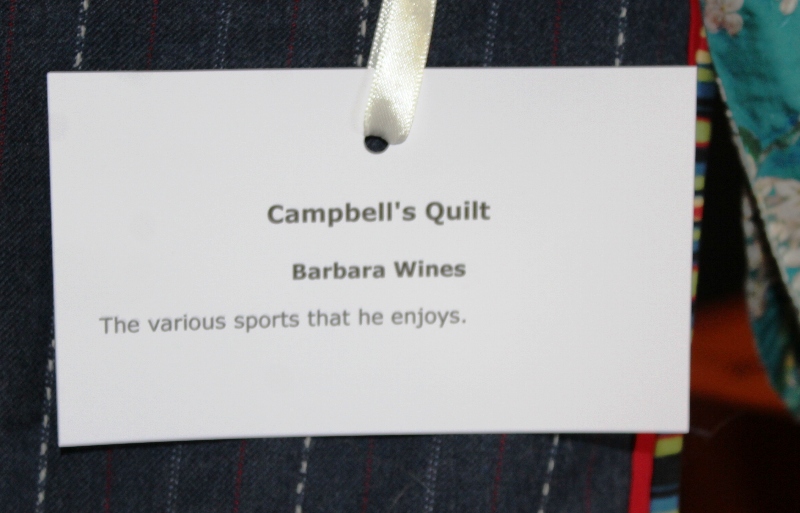 Campbell's Quilt
Barbara Wines
The various sports that he enjoys.